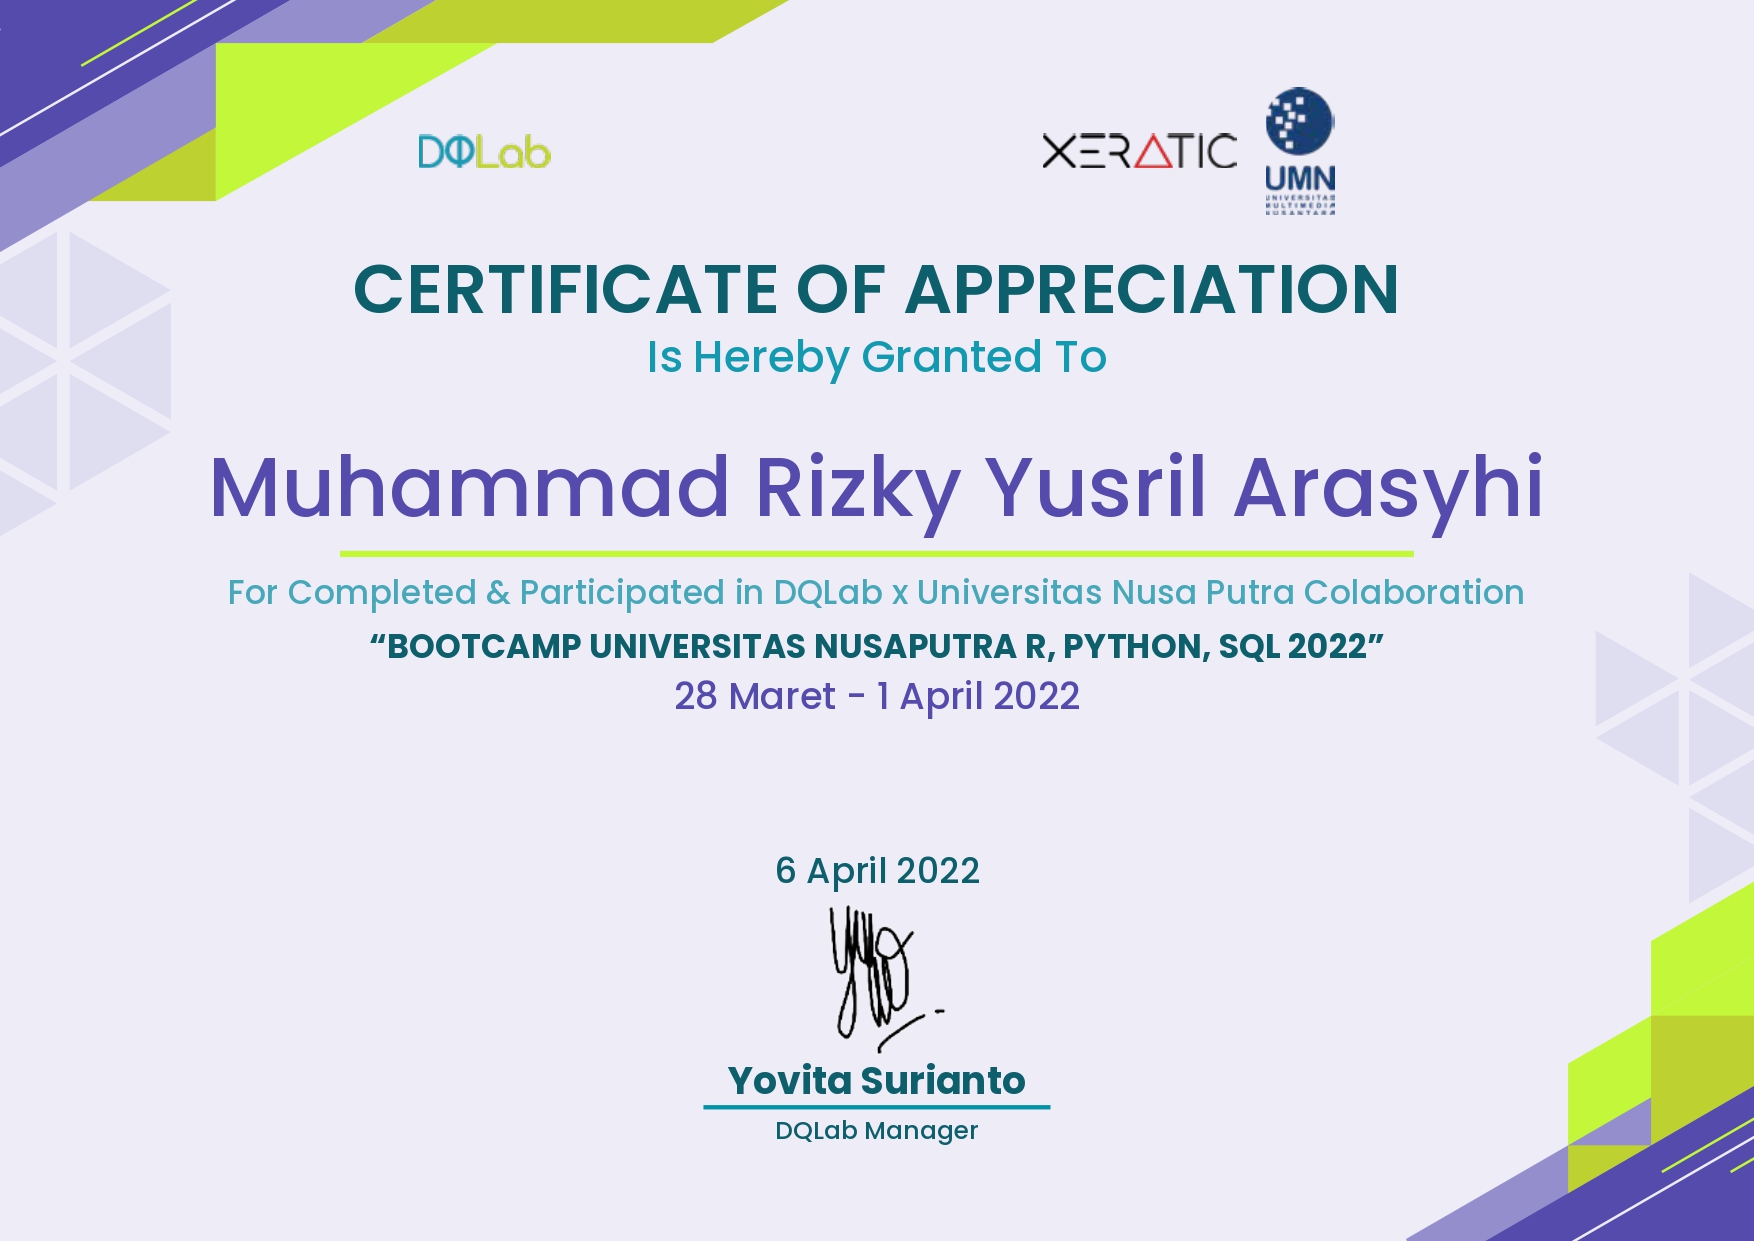 DQLab
XERATIC
UMN
UNIVERSITAS
MULTIMEDIA
NUSANTARA
CERTIFICATE OF APPRECIATION
Is Hereby Granted To
Muhammad Rizky Yusril Arasyhi
For Completed & Participated in DQLab x Universitas Nusa Putra Colaboration
“BOOTCAMP UNIVERSITAS NUSAPUTRA R, PYTHON, SQL 2022”
28 Maret - 1 April 2022
6 April 2022
Yovita Surianto
DQLab Manager